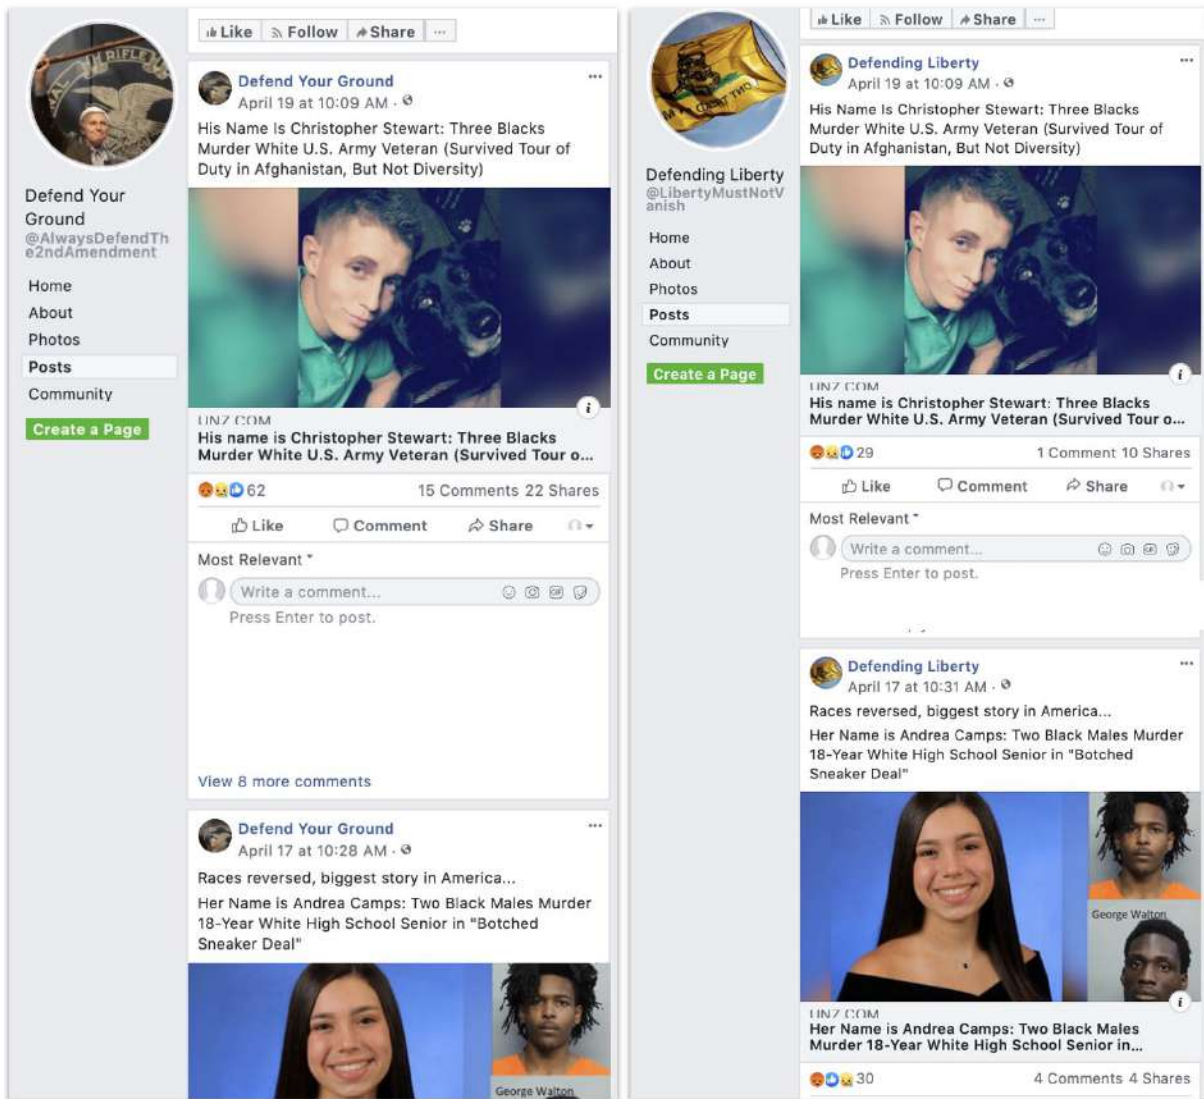 Like Follow Share ...
RIFLE
Defend Your
Ground
@AlwaysDefendTh
e2ndAmendment
Home
About
Photos
Posts
Community
Create a Page
Defend Your Ground
April 19 at 10:09 AM ·
His Name Is Christopher Stewart: Three Blacks
Murder White U.S. Army Veteran (Survived Tour of
Duty in Afghanistan, But Not Diversity)
UNZ.COM
His name is Christopher Stewart: Three Blacks
Murder White U.S. Army Veteran (Survived Tour o...
62 15 Comments 22 Shares
Like Comment Share
Most Relevant
Write a comment...
Press Enter to post.
View 8 more comments
Defend Your Ground
April 17 at 10:28 AM ·
Races reversed, biggest story in America...
Her Name is Andrea Camps: Two Black Males Murder
18-Year White High School Senior in "Botched
Sneaker Deal"
George Walton
Like Follow Share ...
Defending Liberty
@LibertyMustNotV
anish
Home
About
Photos
Posts
Community
Create a Page
Defending Liberty
April 19 at 10:09 AM ·
His Name Is Christopher Stewart: Three Blacks
Murder White U.S. Army Veteran (Survived Tour of
Duty in Afghanistan, But Not Diversity)
UNZ.COM
His name is Christopher Stewart: Three Blacks
Murder White U.S. Army Veteran (Survived Tour o...
29 1 Comment 10 Shares
Like Comment Share
Most Relevant
Write a comment...
Press Enter to post.
Defending Liberty
April 17 at 10:31 AM ·
Races reversed, biggest story in America...
Her Name is Andrea Camps: Two Black Males Murder
18-Year White High School Senior in "Botched
Sneaker Deal"
George Walton
UNZ.COM
Her Name is Andrea Camps: Two Black Males
Murder 18-Year White High School Senior in...
30 4 Comments 4 Shares